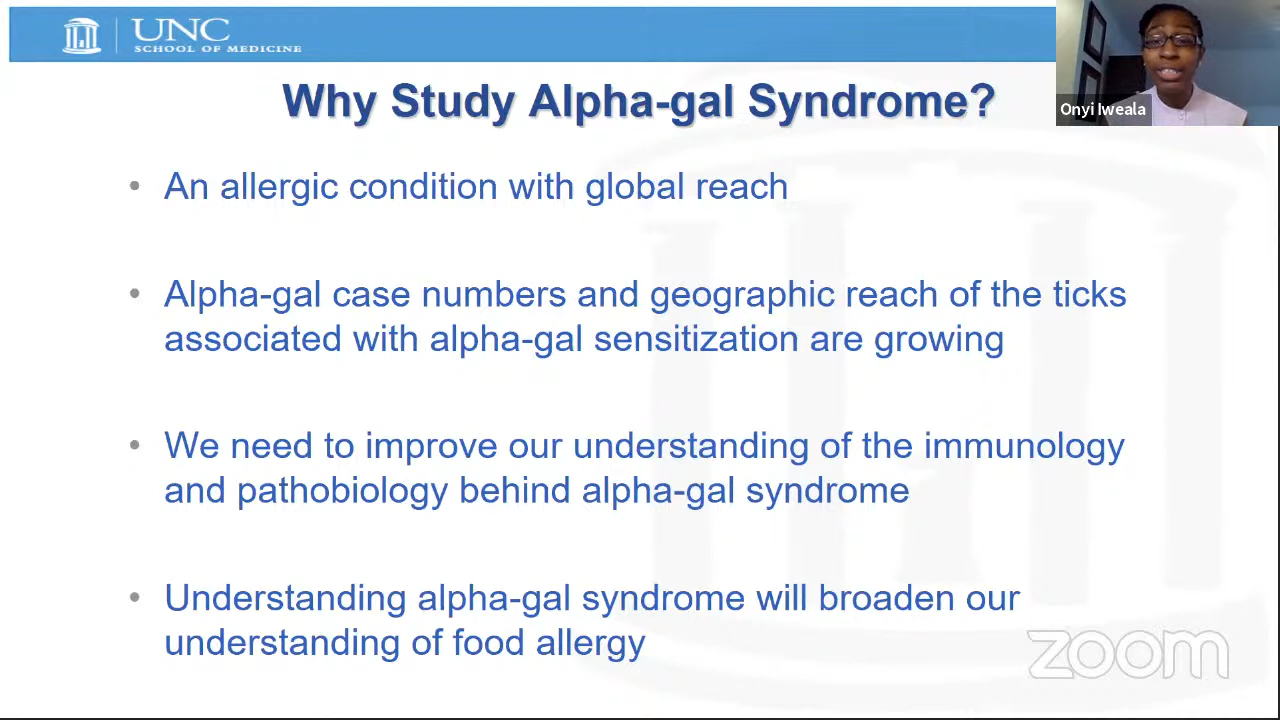 UNC
SCHOOL OF MEDICINE
Why Study Alpha-gal Syndrome?
Onyi Iweala
• An allergic condition with global reach
• Alpha-gal case numbers and geographic reach of the ticks
associated with alpha-gal sensitization are growing
• We need to improve our understanding of the immunology
and pathobiology behind alpha-gal syndrome
• Understanding alpha-gal syndrome will broaden our
understanding of food allergy
zoom